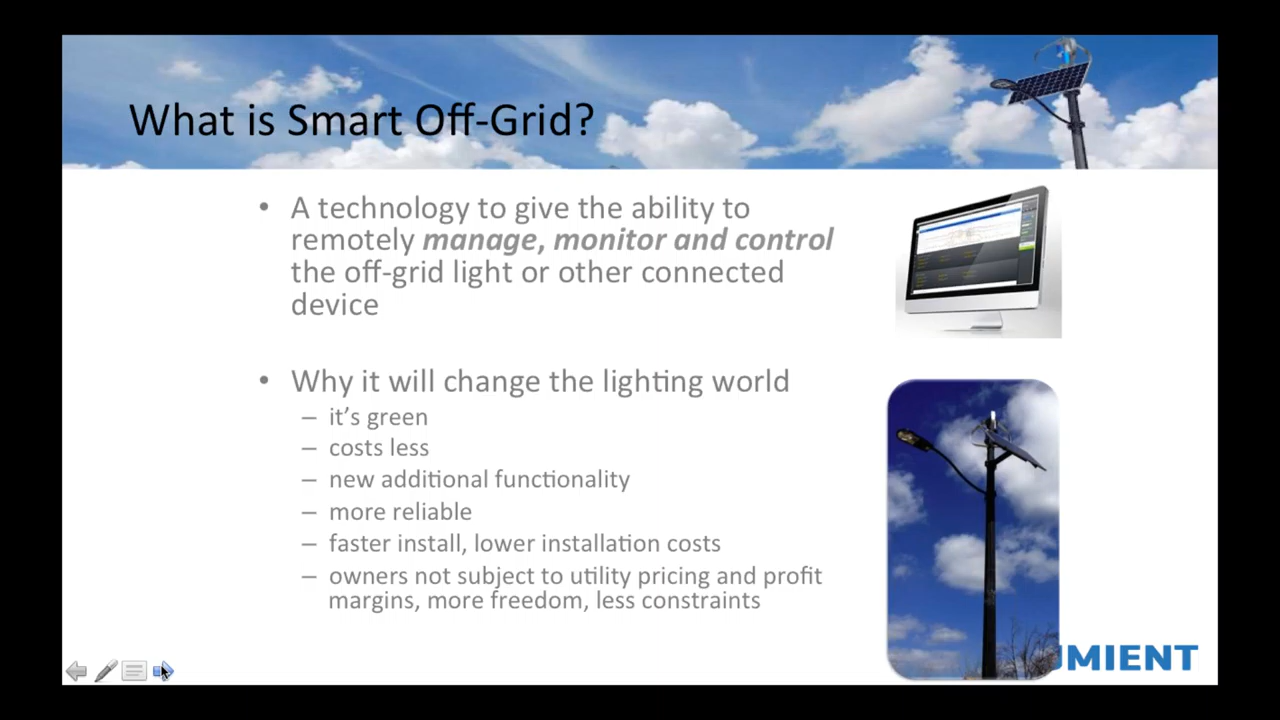 What is Smart Off-Grid?
• A technology to give the ability to
remotely manage, monitor and control
the off-grid light or other connected
device
• Why it will change the lighting world
– it's green
– costs less
– new additional functionality
– more reliable
– faster install, lower installation costs
– owners not subject to utility pricing and profit
margins, more freedom, less constraints
UMIENT